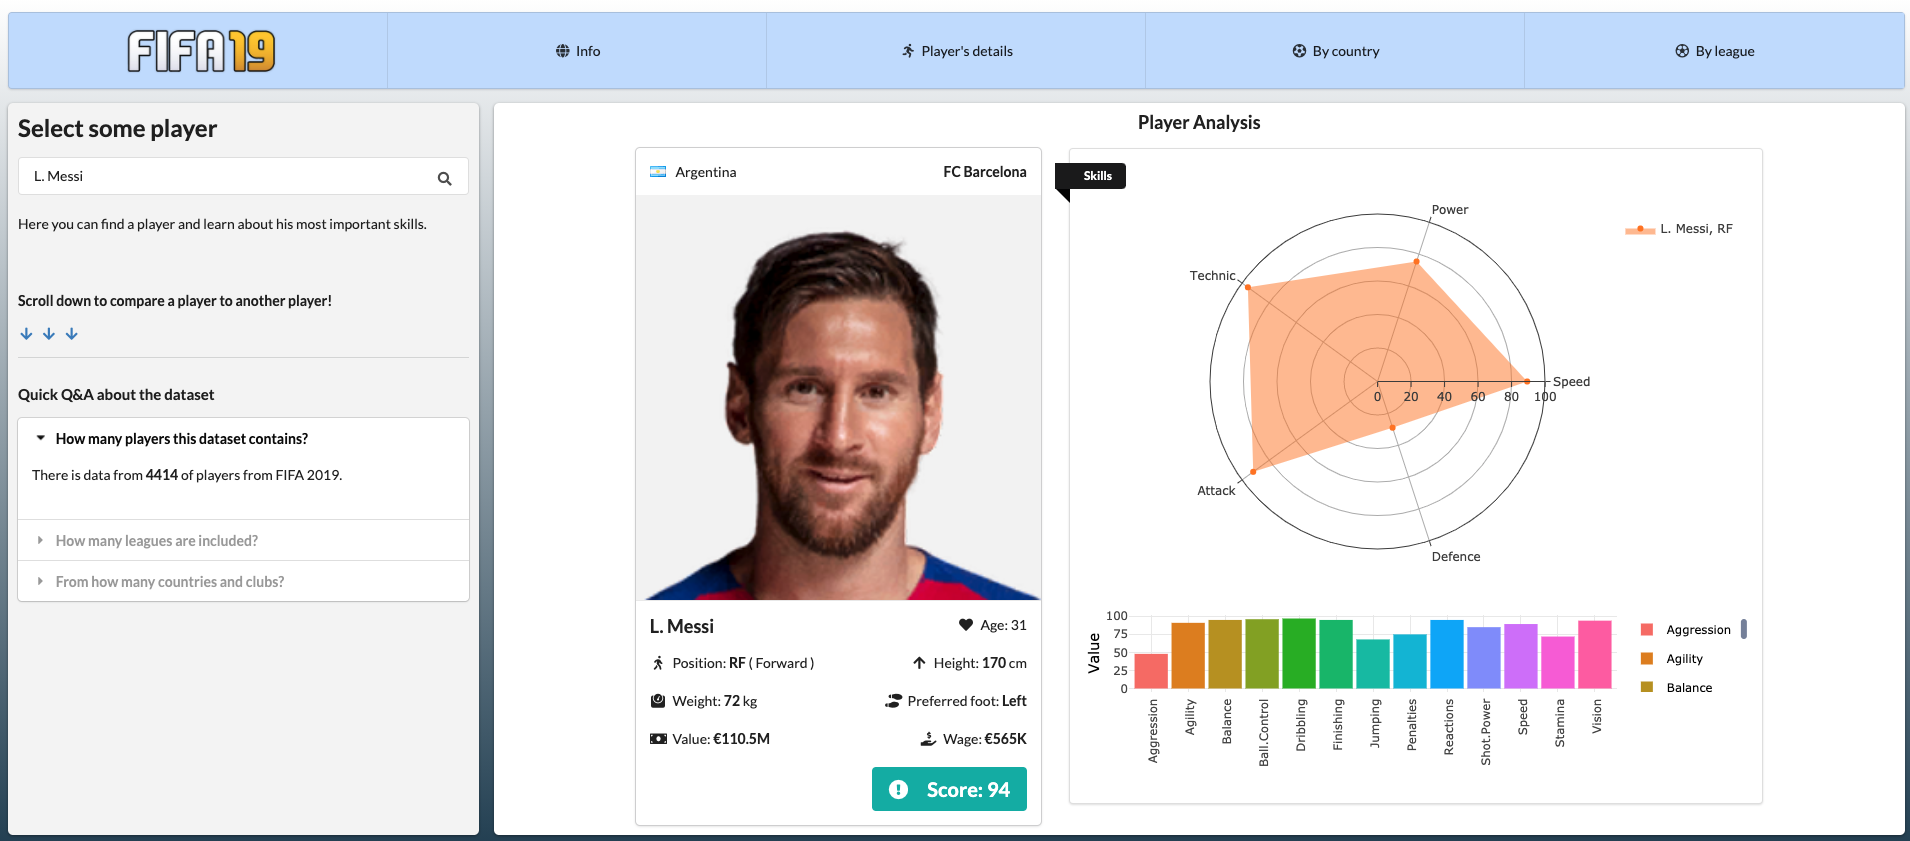 FIFA 19
Info
Player's details
By country
By league
Select some player
L. Messi
Here you can find a player and learn about his most important skills.
Scroll down to compare a player to another player!
Quick Q&A about the dataset
How many players this dataset contains?
There is data from 4414 of players from FIFA 2019.
How many leagues are included?
From how many countries and clubs?
Player Analysis
Argentina
FC Barcelona
L. Messi
Age: 31
Position: RF ( Forward )
Height: 170 cm
Weight: 72 kg
Preferred foot: Left
Value: €110.5M
Wage: €565K
Score: 94
Skills
Power
L. Messi, RF
Technic
Speed
0 20 40 60 80 100
Attack
Defence
Value
100
75
50
25
0
Aggression
Agility
Balance
Ball.Control
Dribbling
Finishing
Jumping
Penalties
Reactions
Shot.Power
Speed
Stamina
Vision
Aggression
Agility
Balance